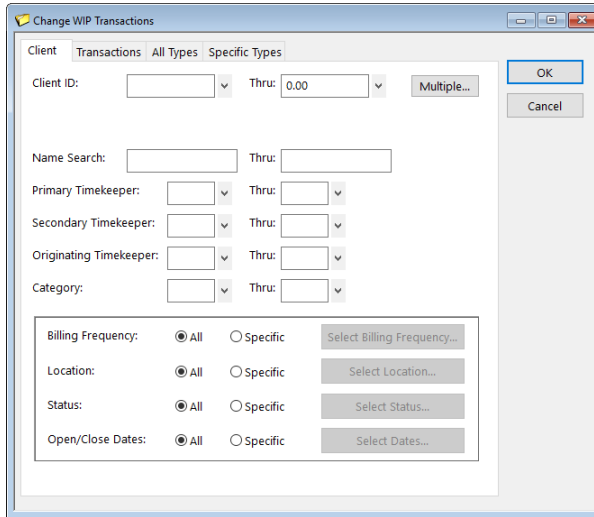 Change WIP Transactions
Client Transactions All Types Specific Types
Client ID: Thru: 0.00 Multiple...
OK
Cancel
Name Search: Thru:
Primary Timekeeper: Thru:
Secondary Timekeeper: Thru:
Originating Timekeeper: Thru:
Category: Thru:
Billing Frequency: All Specific Select Billing Frequency...
Location: All Specific Select Location...
Status: All Specific Select Status...
Open/Close Dates: All Specific Select Dates...